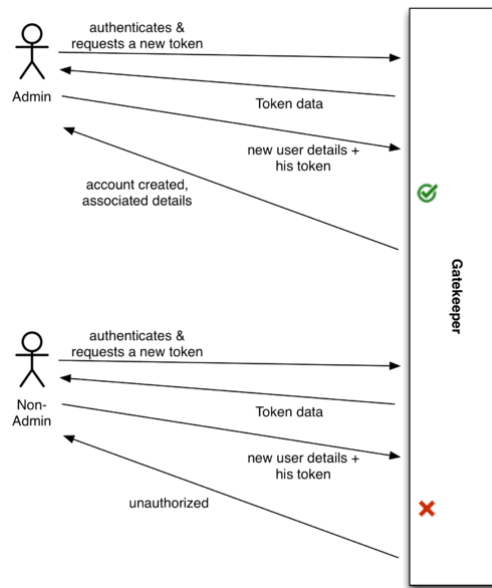 authenticates &
requests a new token
Admin
Token data
new user details +
his token
account created,
associated details
Gatekeeper
authenticates &
requests a new token
Non-
Admin
Token data
new user details +
his token
unauthorized